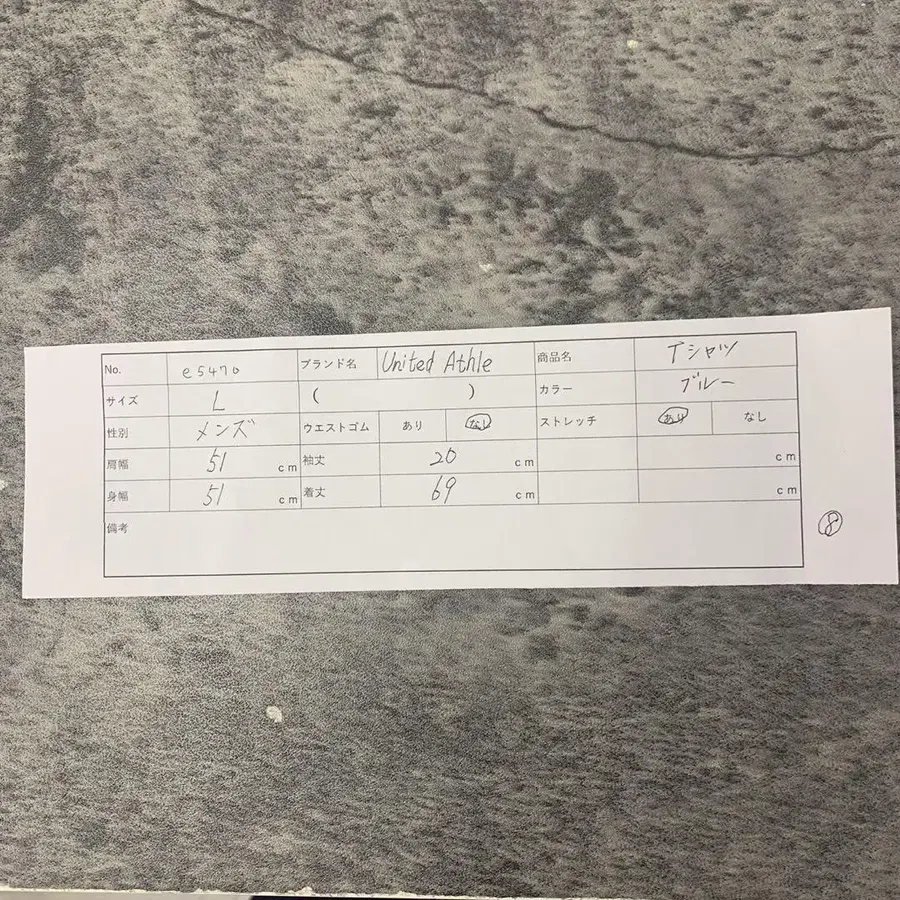 No. e5470 ブランド名 United Athle 商品名 Tシャツ
サイズ L ( ) カラー ブルー
性別 メンズ ウエストゴム あり なし ストレッチ あり なし
肩幅 51 cm 袖丈 20 cm cm
身幅 51 cm 着丈 69 cm cm
備考
⑧